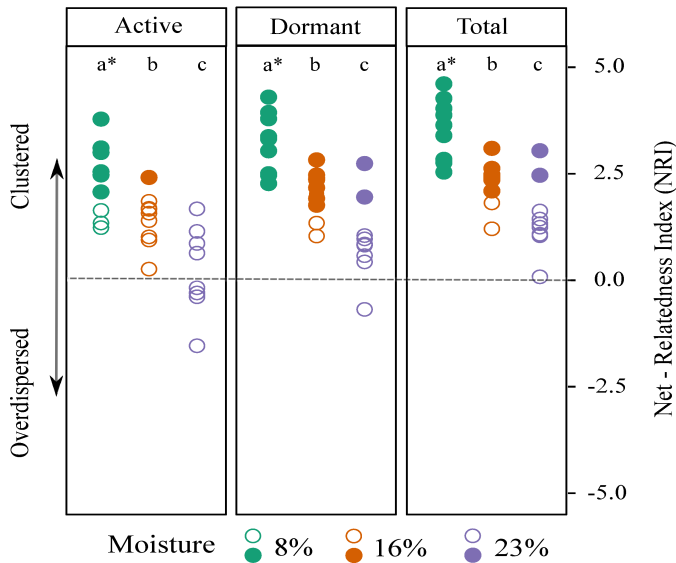 Active Dormant Total
a* b c a* b c a* b c
5.0
2.5
0.0
-2.5
-5.0
Clustered
Overdispersed
Net - Relatedness Index (NRI)
Moisture 8% 16% 23%